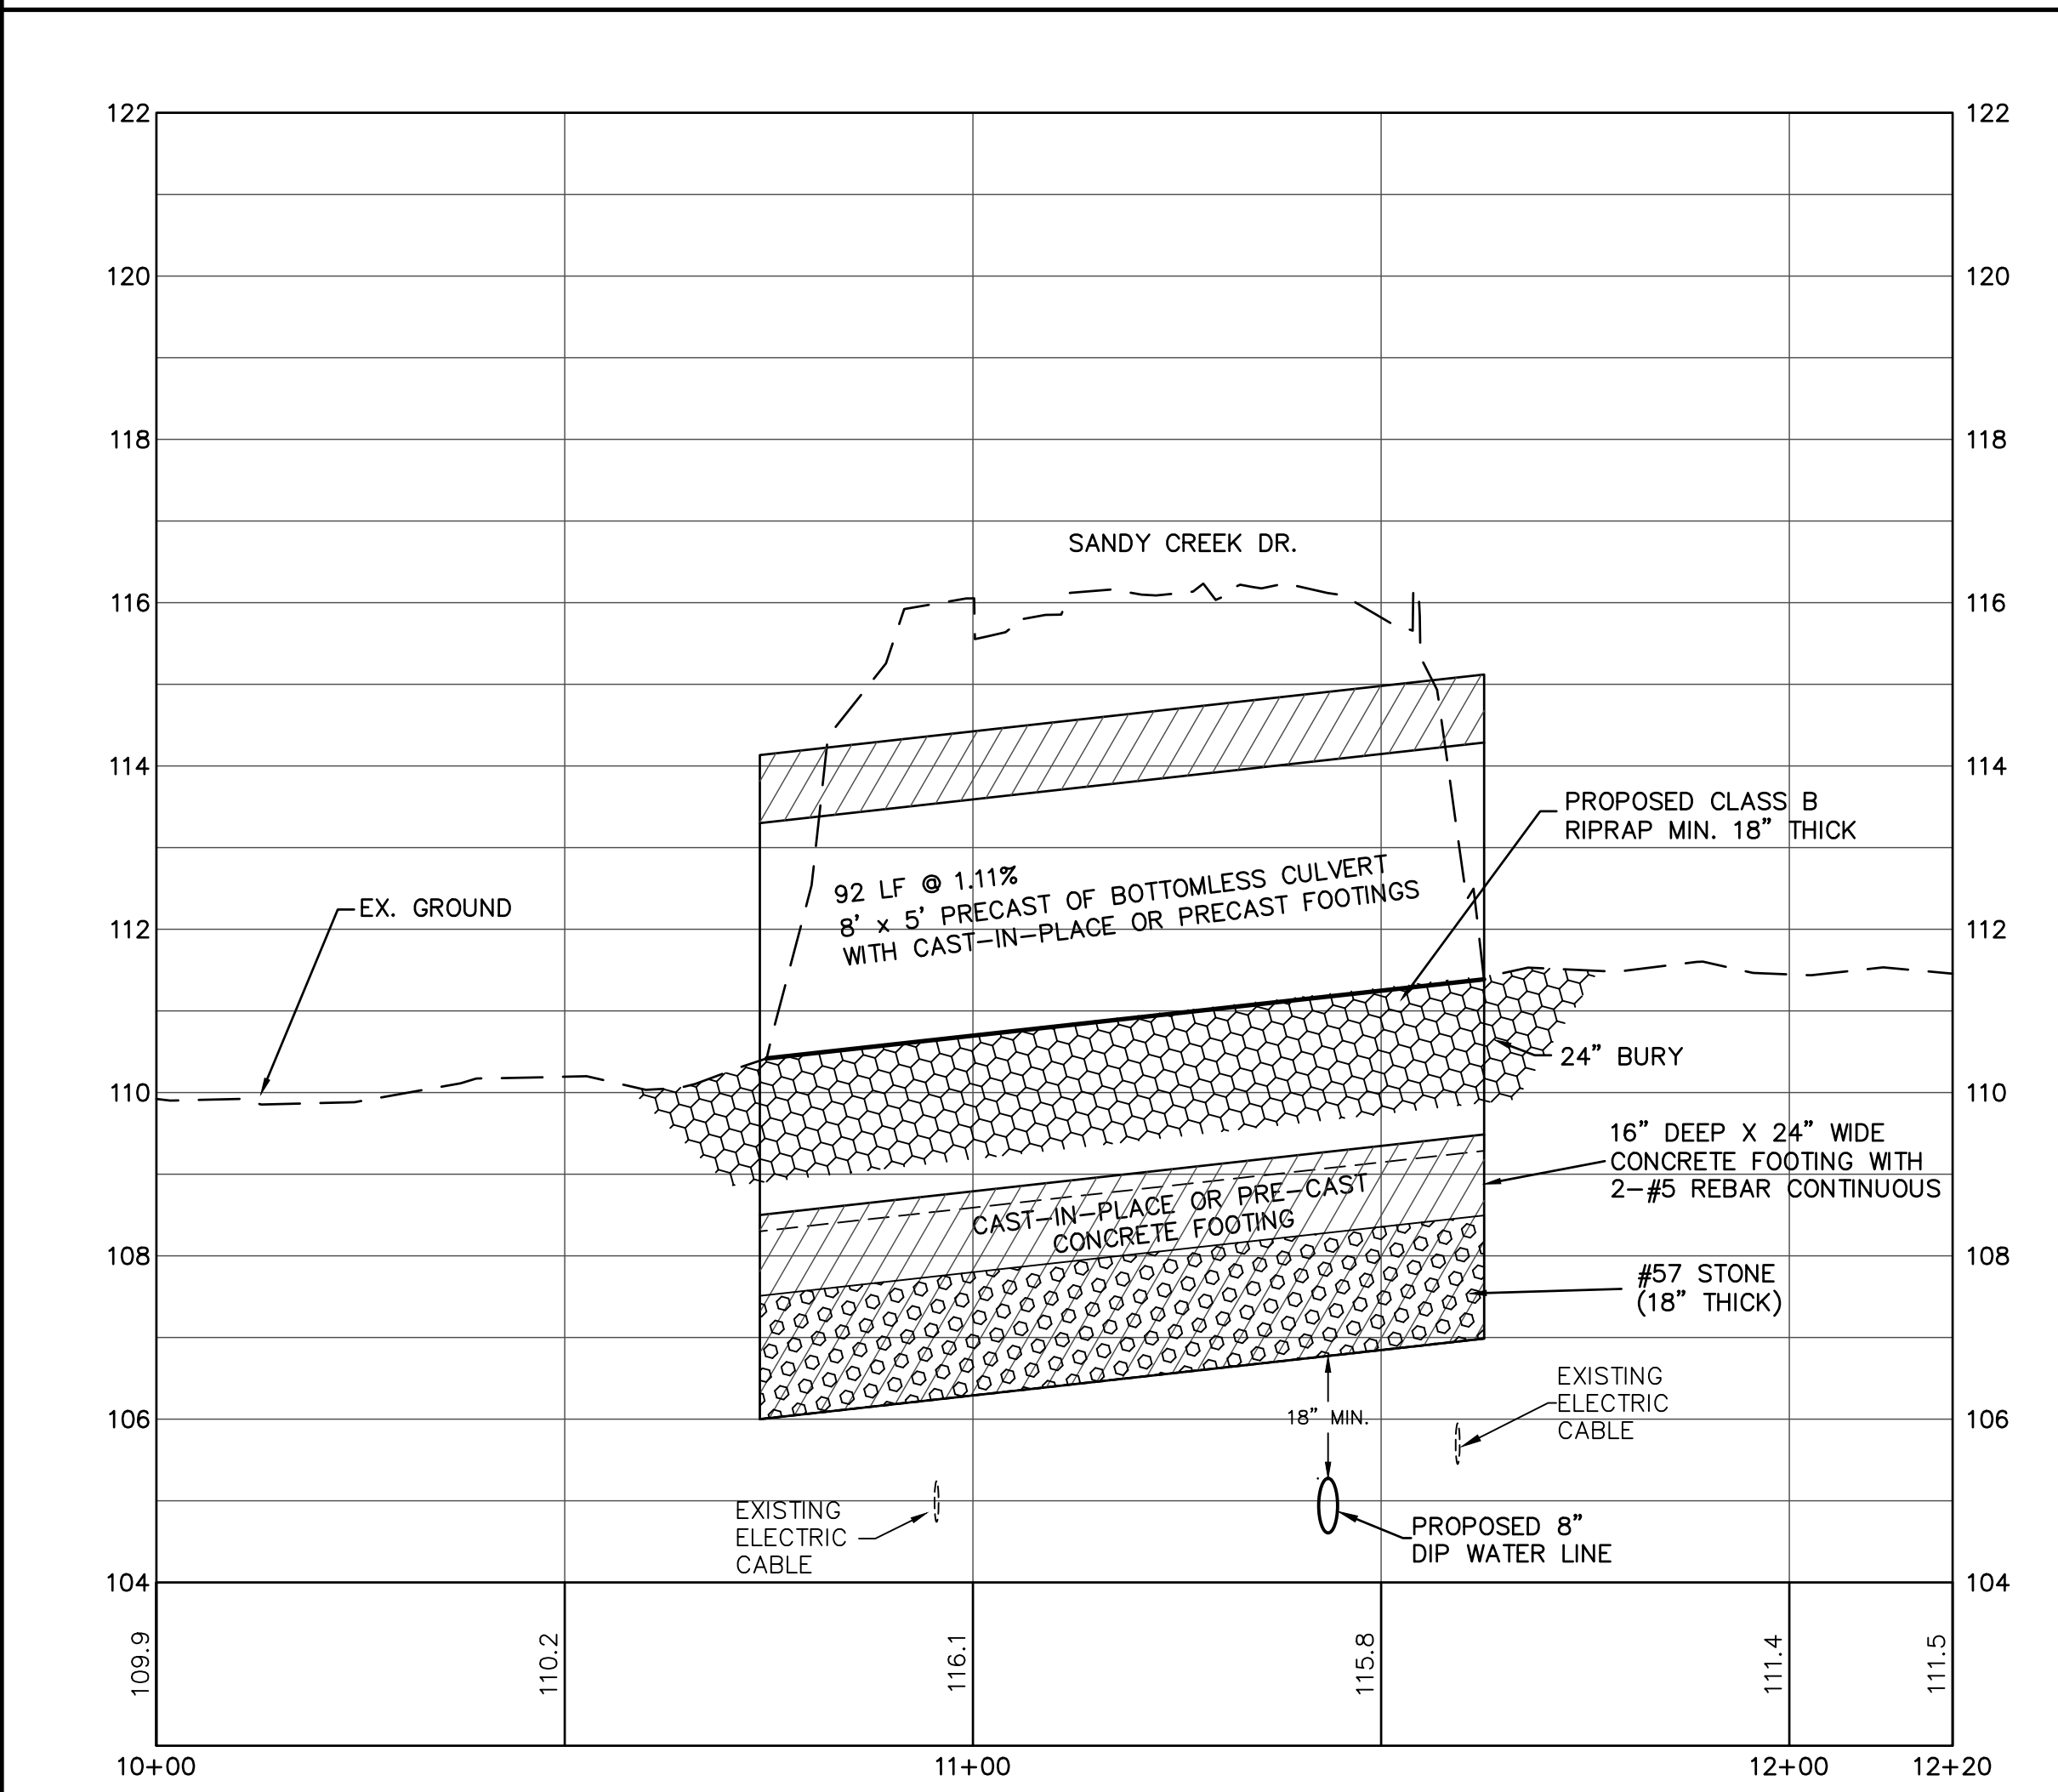 122
122
120
120
118
118
SANDY CREEK DR.
116
116
114
114
PROPOSED CLASS B
RIPRAP MIN. 18" THICK
92 LF @ 1.11%
8' x 5' PRECAST OF BOTTOMLESS CULVERT
WITH CAST-IN-PLACE OR PRECAST FOOTINGS
EX. GROUND
112
112
24" BURY
110
110
16" DEEP X 24" WIDE
CONCRETE FOOTING WITH
2-#5 REBAR CONTINUOUS
CAST-IN-PLACE OR PRE-CAST
CONCRETE FOOTING
108
108
#57 STONE
(18" THICK)
EXISTING
ELECTRIC
CABLE
106
106
18" MIN.
EXISTING
ELECTRIC
CABLE
PROPOSED 8"
DIP WATER LINE
104
104
109.9
110.2
116.1
115.8
111.4
111.5
10+00
11+00
12+00
12+20